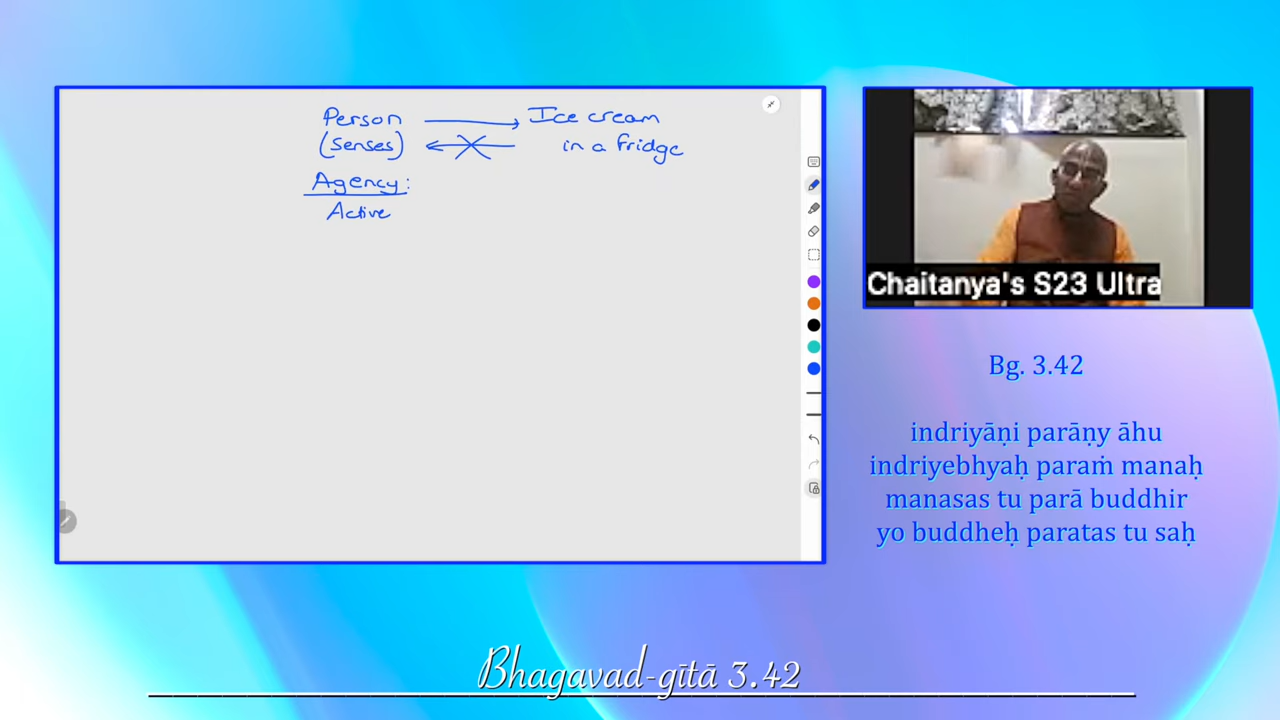 Person → Ice cream
(senses) ← in a fridge
Agency:
Active
Chaitanya's S23 Ultra
Bg. 3.42
indriyāṇi parāṇy āhu
indriyebhyaḥ paraṁ manaḥ
manasas tu parā buddhir
yo buddheḥ paratas tu saḥ
Bhagavad-gītā 3.42